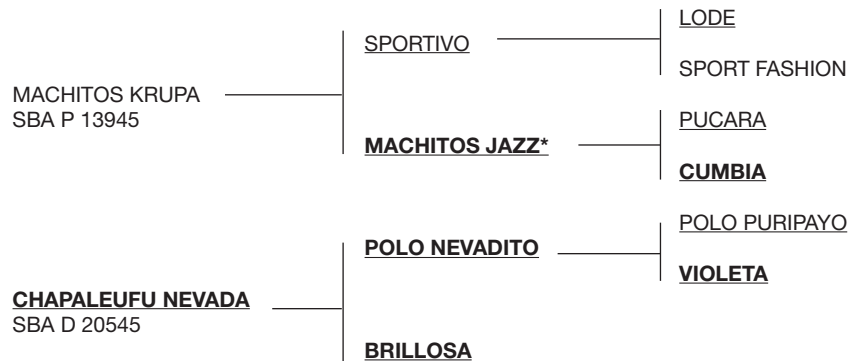 LODE
SPORTIVO
SPORT FASHION
MACHITOS KRUPA
SBA P 13945
PUCARA
MACHITOS JAZZ*
CUMBIA
POLO PURIPAYO
POLO NEVADITO
VIOLETA
CHAPALEUFU NEVADA
SBA D 20545
BRILLOSA